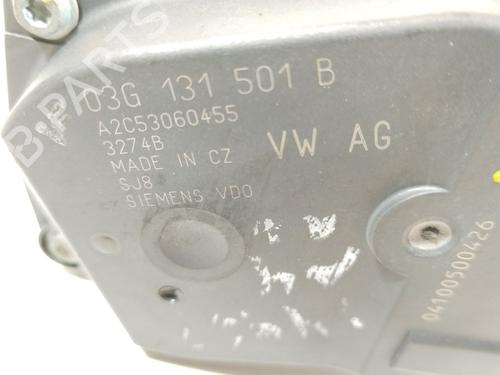 B-PARTS
03G 131 501 B
A2C53060455
3274B
MADE IN CZ
SJ8
SIEMENS VDO
VW AG
04100500426